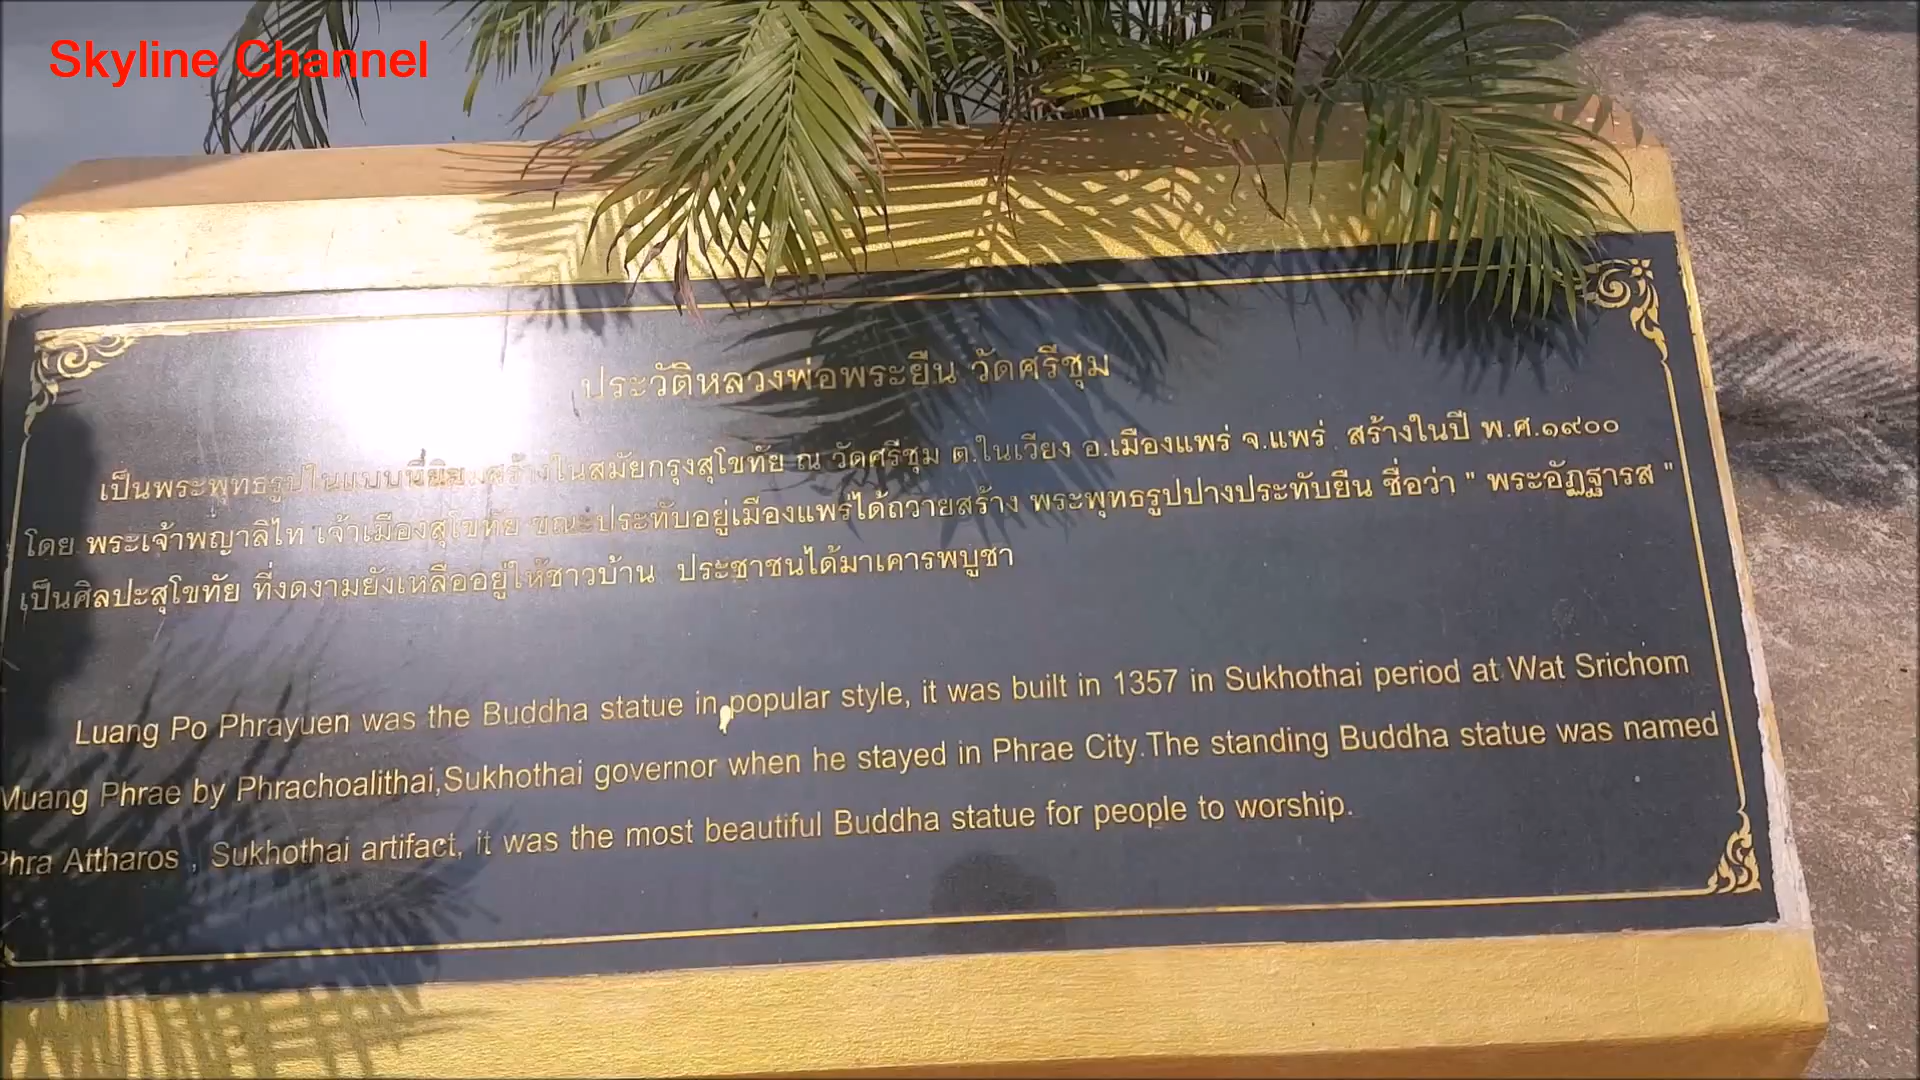 Skyline Channel
ประวัติหลวงพ่อพระยืน วัดศรีชุม
เป็นพระพุทธรูปในแบบนี่ยิม สร้างในสมัยกรุงสุโขทัย ณ วัดศรีชุม ต.ในเวียง อ.เมืองแพร่ จ.แพร่ สร้างในปี พ.ศ.๑๙๐๐
โดย พระเจ้าพญาลิไท เจ้าเมืองสุโขทัย ขณะประทับอยู่เมืองแพร่ได้ถวายสร้าง พระพุทธรูปปางประทับยืน ชื่อว่า " พระอัฏฐารส "
เป็นศิลปะสุโขทัย ที่งดงามยังเหลืออยู่ให้ชาวบ้าน ประชาชนได้มาเคารพบูชา
Luang Po Phrayuen was the Buddha statue in popular style, it was built in 1357 in Sukhothai period at Wat Srichom
Muang Phrae by Phrachoalithai,Sukhothai governor when he stayed in Phrae City.The standing Buddha statue was named
Phra Attharos , Sukhothai artifact, it was the most beautiful Buddha statue for people to worship.